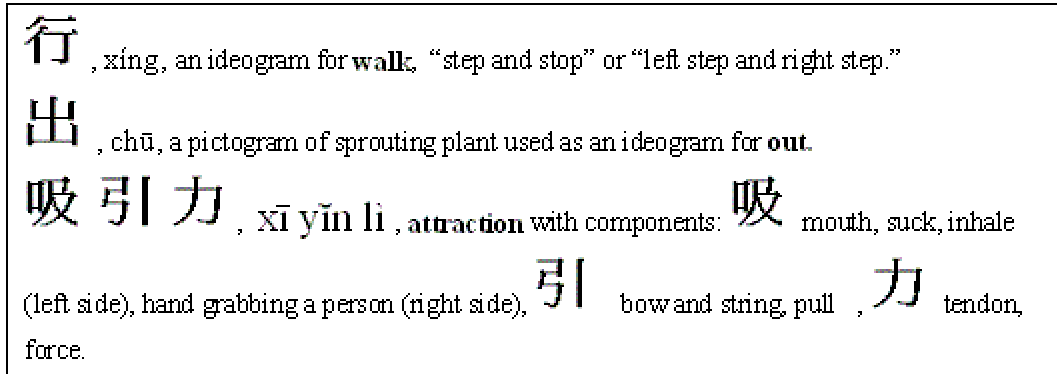 行 , xíng, an ideogram for walk, “step and stop” or “left step and right step.”
出 , chū, a pictogram of sprouting plant used as an ideogram for out.
吸 引 力 , xī yǐn lì , attraction with components: 吸 mouth, suck, inhale
(left side), hand grabbing a person (right side), 引 bow and string, pull , 力 tendon,
force.